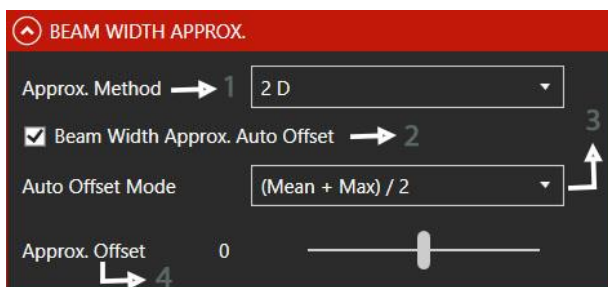 BEAM WIDTH APPROX.
Approx. Method 1 2 D
Beam Width Approx. Auto Offset 2
3
Auto Offset Mode (Mean + Max) / 2
Approx. Offset 0
4